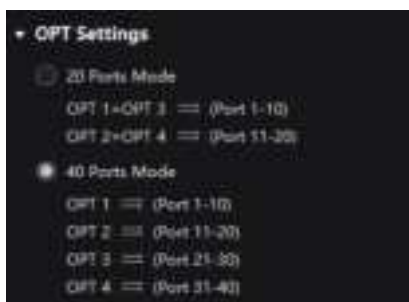 OPT Settings
20 Ports Mode
OPT 1+OPT 3 == (Port 1-10)
OPT 2+OPT 4 == (Port 11-20)
40 Ports Mode
OPT 1 == (Port 1-10)
OPT 2 == (Port 11-20)
OPT 3 == (Port 21-30)
OPT 4 == (Port 31-40)